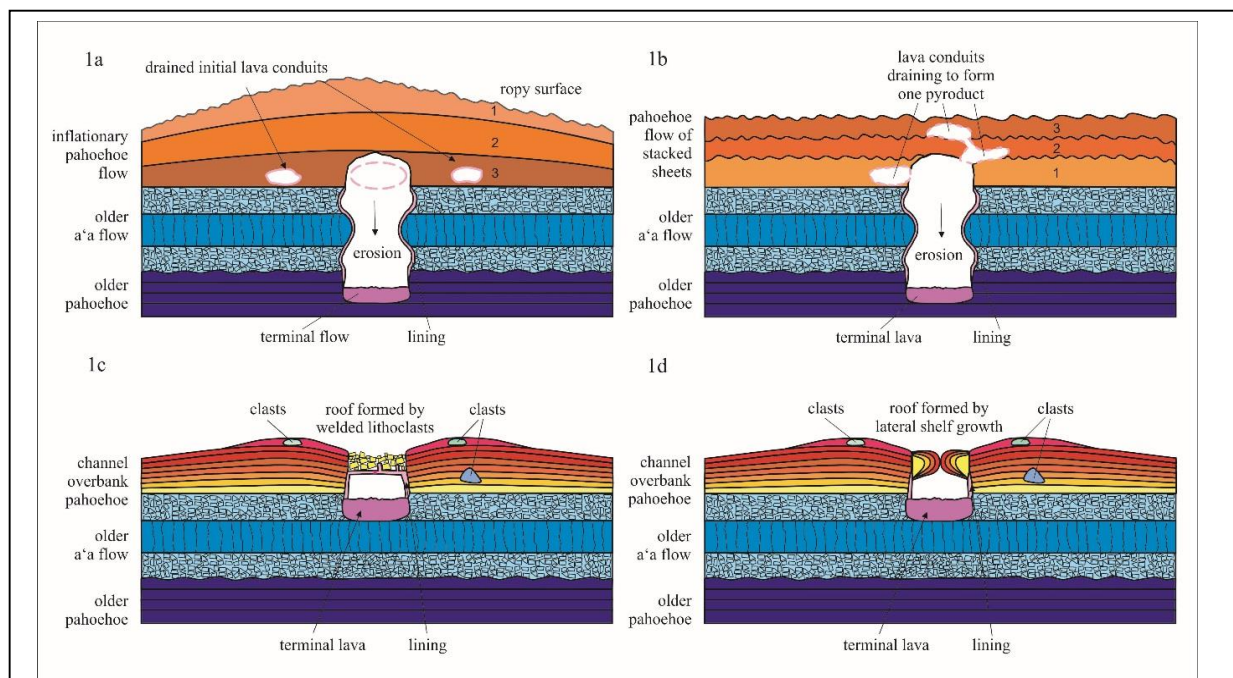 1a
drained initial lava conduits
ropy surface
1
inflationary
pahoehoe
flow
2
3
older
a‘a flow
erosion
older
pahoehoe
terminal flow
lining
1b
lava conduits
draining to form
one pyroduct
pahoehoe
flow of
stacked
sheets
3
2
1
older
a‘a flow
erosion
older
pahoehoe
terminal lava
lining
1c
clasts
roof formed by
welded lithoclasts
clasts
channel
overbank
pahoehoe
older
a‘a flow
older
pahoehoe
terminal lava
lining
1d
clasts
roof formed by
lateral shelf growth
clasts
channel
overbank
pahoehoe
older
a‘a flow
older
pahoehoe
terminal lava
lining